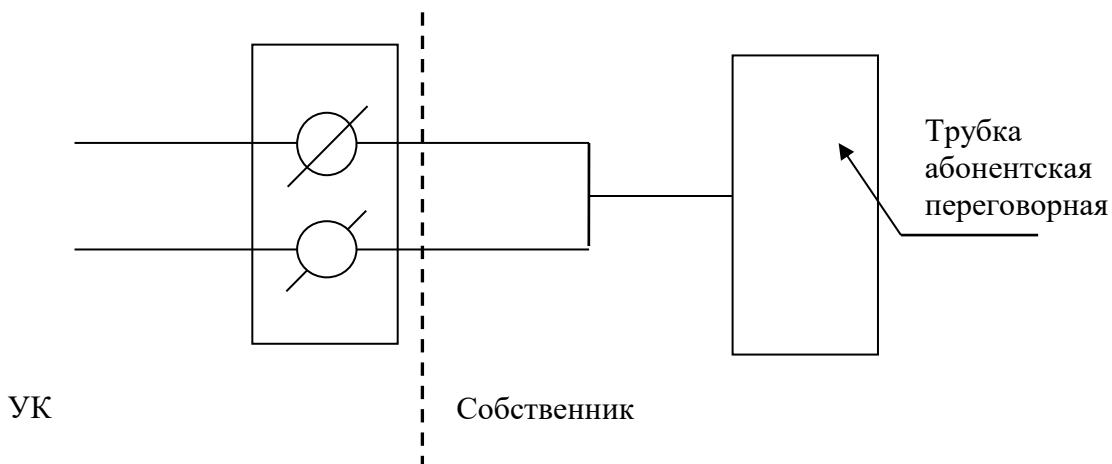 Трубка
абонентская
переговорная
УК
Собственник